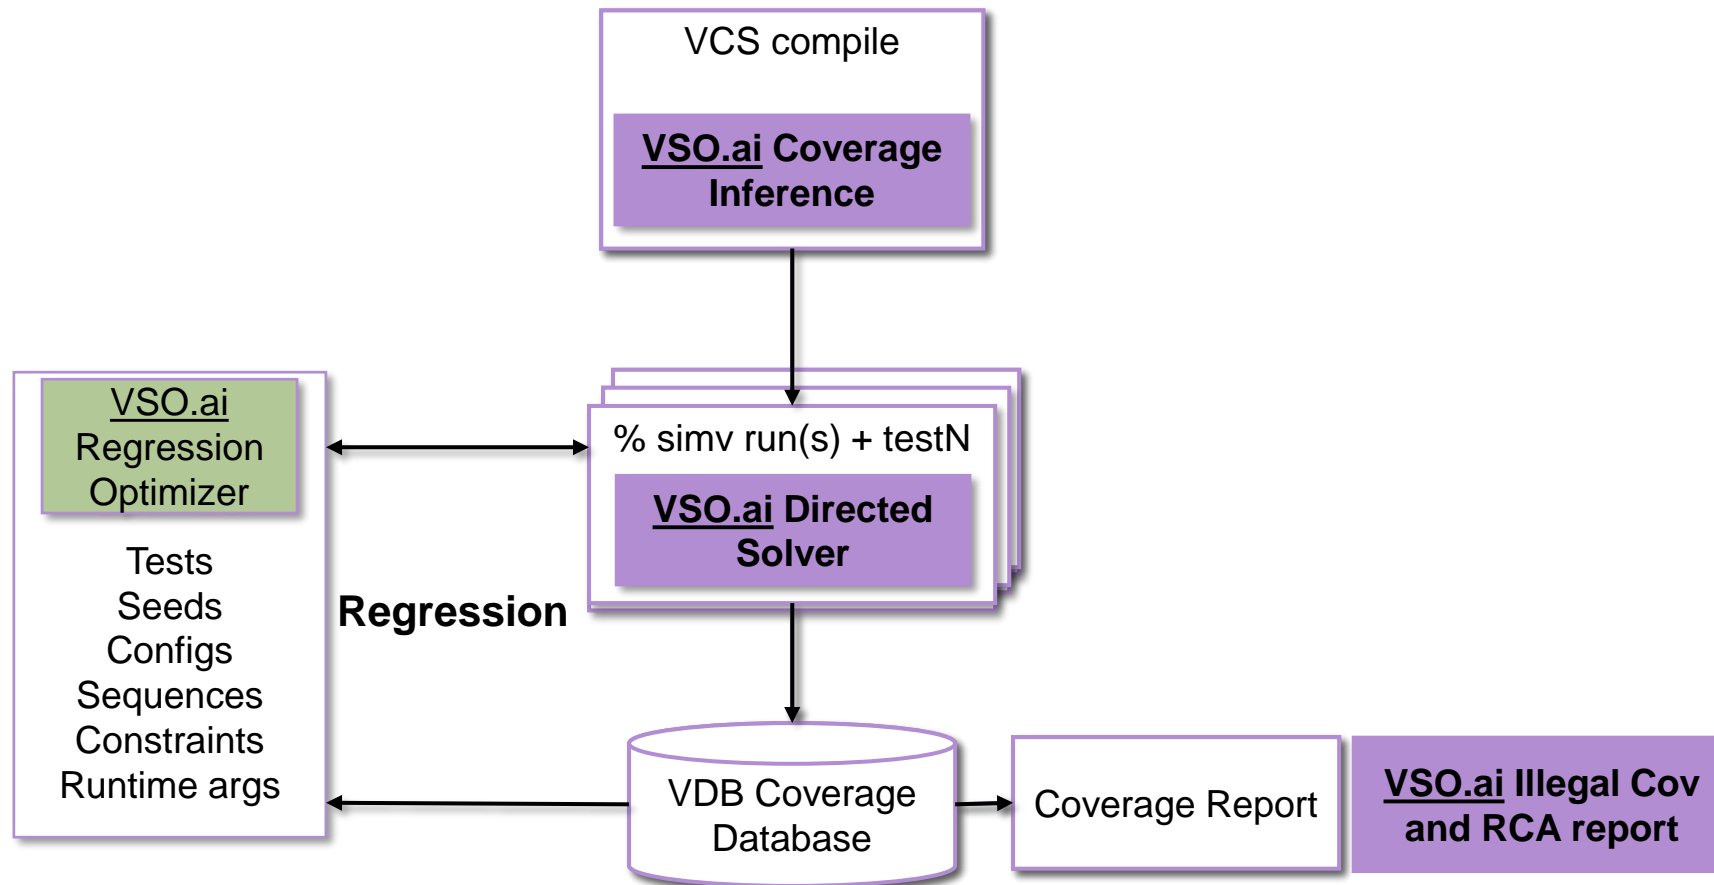 VCS compile
VSO.ai Coverage
Inference
VSO.ai
Regression
Optimizer
Tests
Seeds
Configs
Sequences
Constraints
Runtime args
Regression
% simv run(s) + testN
VSO.ai Directed
Solver
VDB Coverage
Database
Coverage Report
VSO.ai Illegal Cov
and RCA report